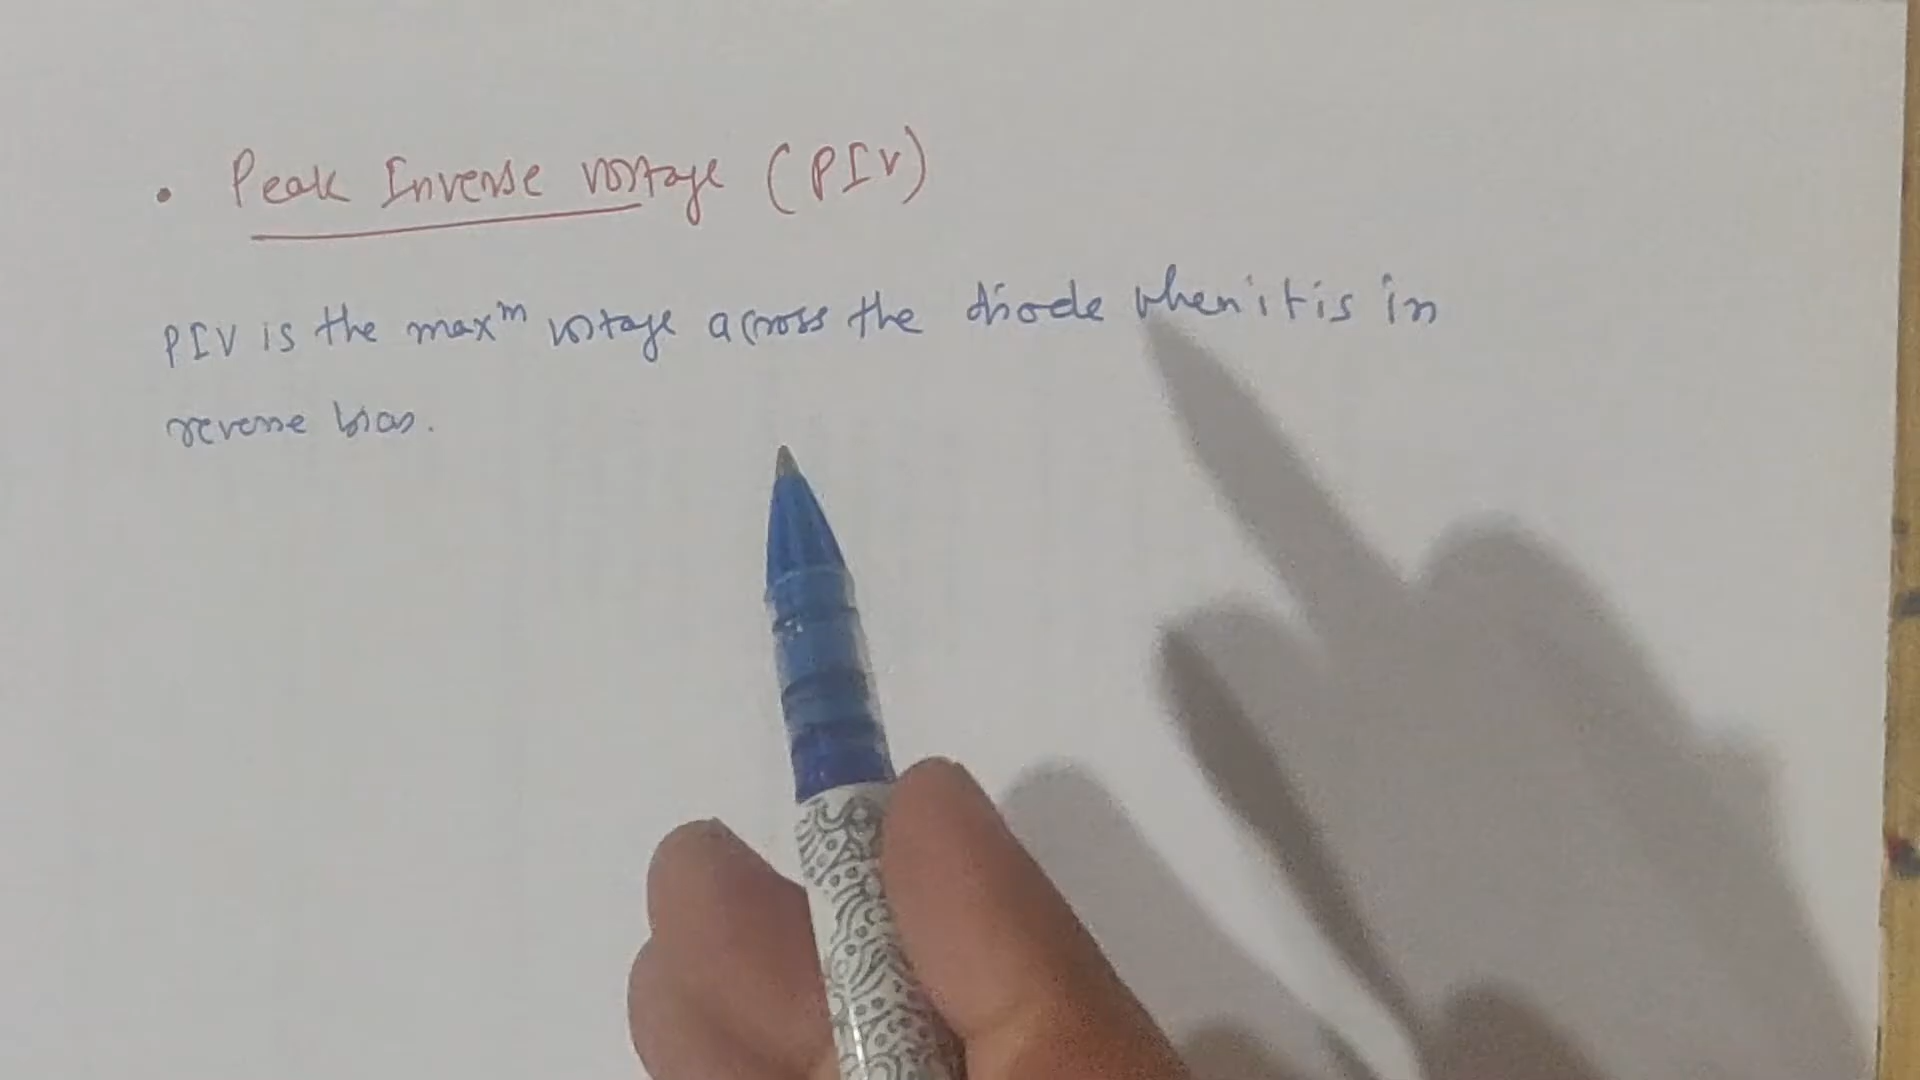 • Peak Inverse voltage (PIV)
PIV is the maxᵐ voltage across the diode when it is in
reverse bias.